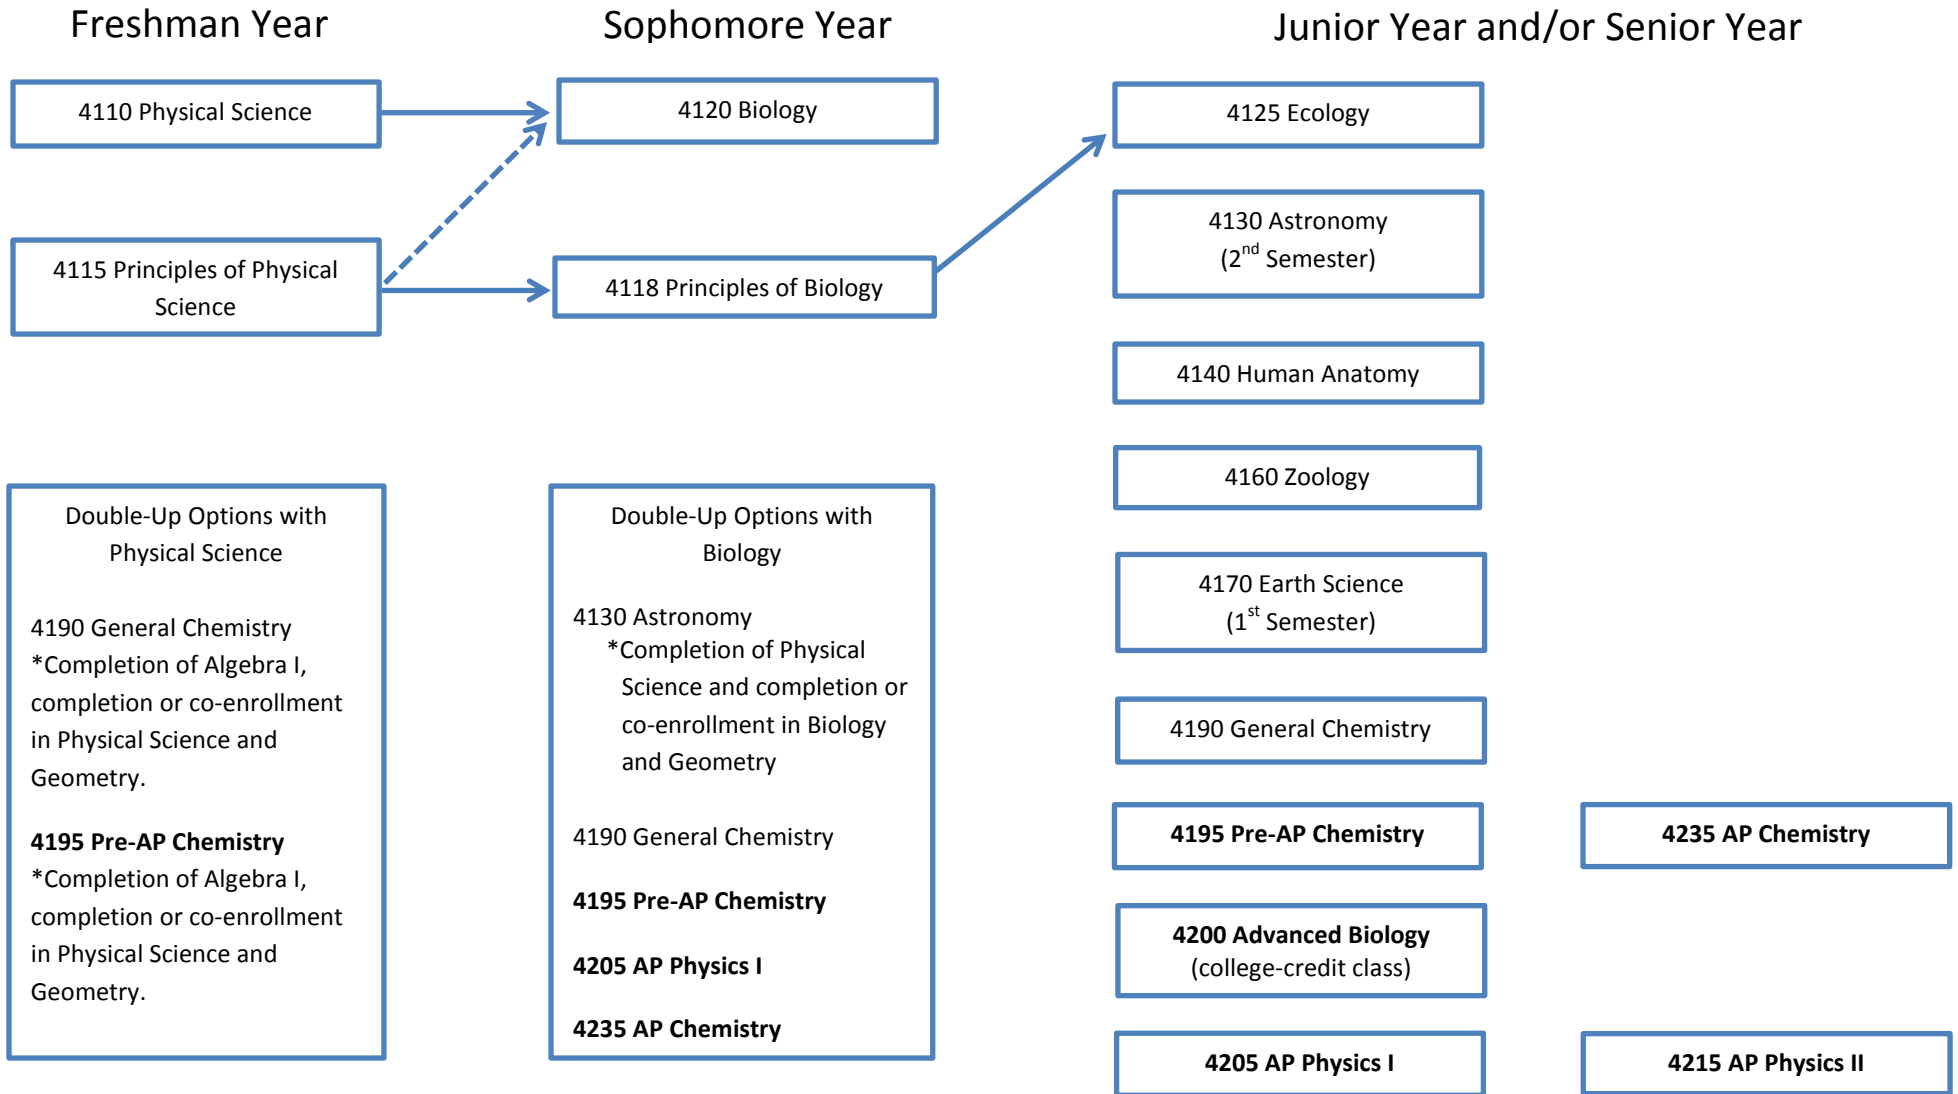 Freshman Year
Sophomore Year
Junior Year and/or Senior Year
4110 Physical Science
4120 Biology
4125 Ecology
4115 Principles of Physical
Science
4118 Principles of Biology
4130 Astronomy
(2nd Semester)
4140 Human Anatomy
4160 Zoology
4170 Earth Science
(1st Semester)
4190 General Chemistry
4195 Pre-AP Chemistry
4235 AP Chemistry
4200 Advanced Biology
(college-credit class)
4205 AP Physics I
4215 AP Physics II
Double-Up Options with
Physical Science
4190 General Chemistry
*Completion of Algebra I,
completion or co-enrollment
in Physical Science and
Geometry.
4195 Pre-AP Chemistry
*Completion of Algebra I,
completion or co-enrollment
in Physical Science and
Geometry.
Double-Up Options with
Biology
4130 Astronomy
*Completion of Physical
Science and completion or
co-enrollment in Biology
and Geometry
4190 General Chemistry
4195 Pre-AP Chemistry
4205 AP Physics I
4235 AP Chemistry